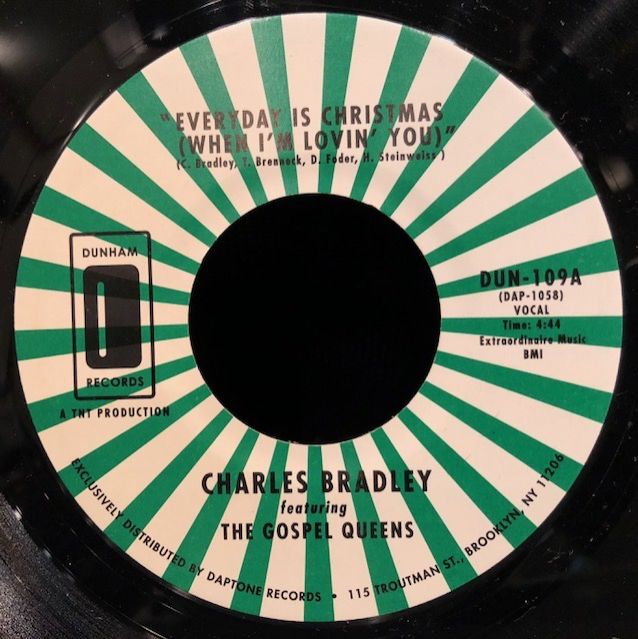 "EVERYDAY IS CHRISTMAS
(WHEN I'M LOVIN' YOU)"
(C. Bradley, T. Brenneck, D. Foder, H. Steinweiss)
DUNHAM
RECORDS
A TNT PRODUCTION
DUN-109A
(DAP-1058)
VOCAL
Time: 4:44
Extraordinaire Music
BMI
CHARLES BRADLEY
featuring
THE GOSPEL QUEENS
EXCLUSIVELY DISTRIBUTED BY DAPTONE RECORDS • 115 TROUTMAN ST., BROOKLYN, NY 11206